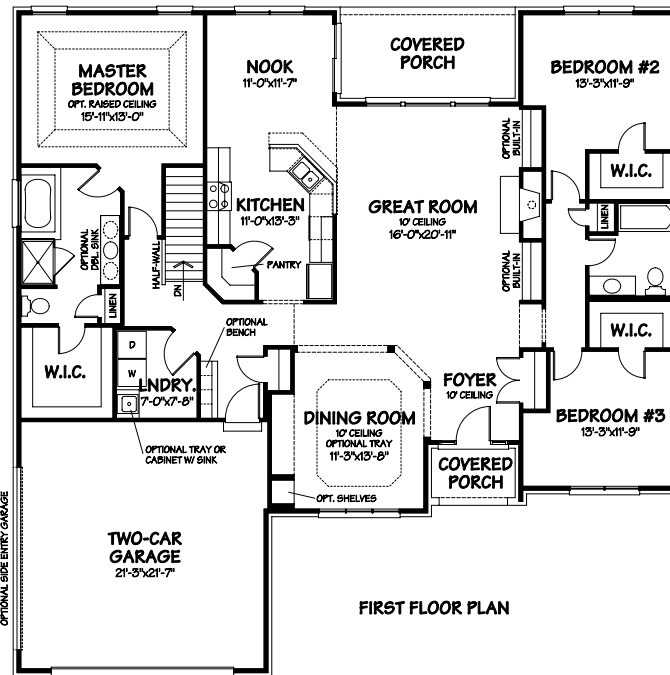 MASTER
BEDROOM
OPT. RAISED CEILING
15'-11"x13'-0"
NOOK
11'-0"x11'-7"
COVERED
PORCH
BEDROOM #2
13'-3"x11'-9"
OPTIONAL
BUILT-IN
W.I.C.
KITCHEN
11'-0"x13'-3"
GREAT ROOM
10' CEILING
16'-0"x20'-11"
LINEN
OPTIONAL
DBL. SINK
HALF-WALL
DN
PANTRY
OPTIONAL
BUILT-IN
LINEN
W.I.C.
D
W
LNDRY.
7'-0"x7'-8"
OPTIONAL
BENCH
W.I.C.
FOYER
10' CEILING
DINING ROOM
10' CEILING
OPTIONAL TRAY
11'-3"x13'-8"
BEDROOM #3
13'-3"x11'-9"
OPTIONAL TRAY OR
CABINET W/ SINK
COVERED
PORCH
OPT. SHELVES
OPTIONAL SIDE ENTRY GARAGE
TWO-CAR
GARAGE
21'-3"x21'-7"
FIRST FLOOR PLAN